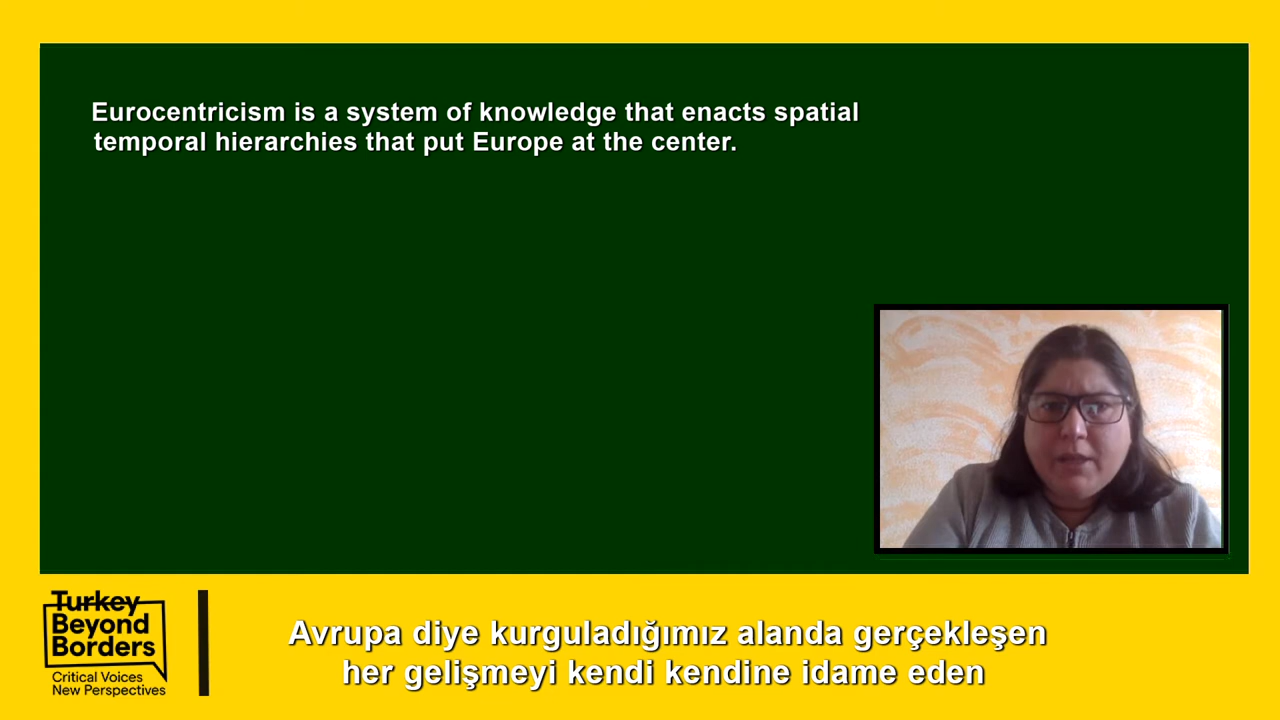 Eurocentricism is a system of knowledge that enacts spatial
temporal hierarchies that put Europe at the center.
Turkey
Beyond
Borders
Critical Voices
New Perspectives
Avrupa diye kurguladığımız alanda gerçekleşen
her gelişmeyi kendi kendine idame eden